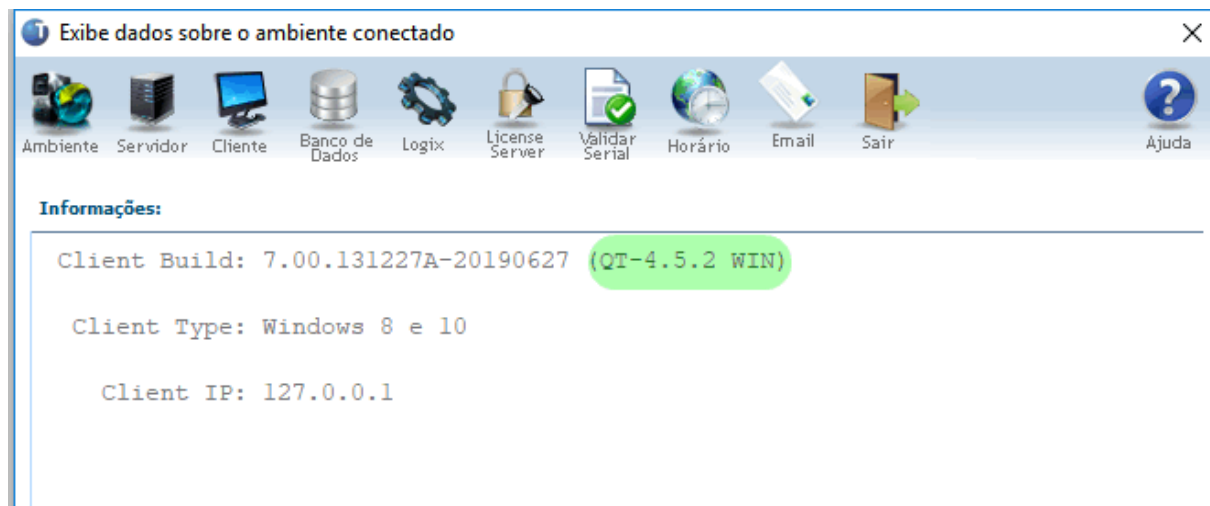 Exibe dados sobre o ambiente conectado
Ambiente Servidor Cliente Banco de Dados Logix License Server Validar Serial Horário Email Sair Ajuda
Informações:
Client Build: 7.00.131227A-20190627 (QT-4.5.2 WIN)
Client Type: Windows 8 e 10
Client IP: 127.0.0.1